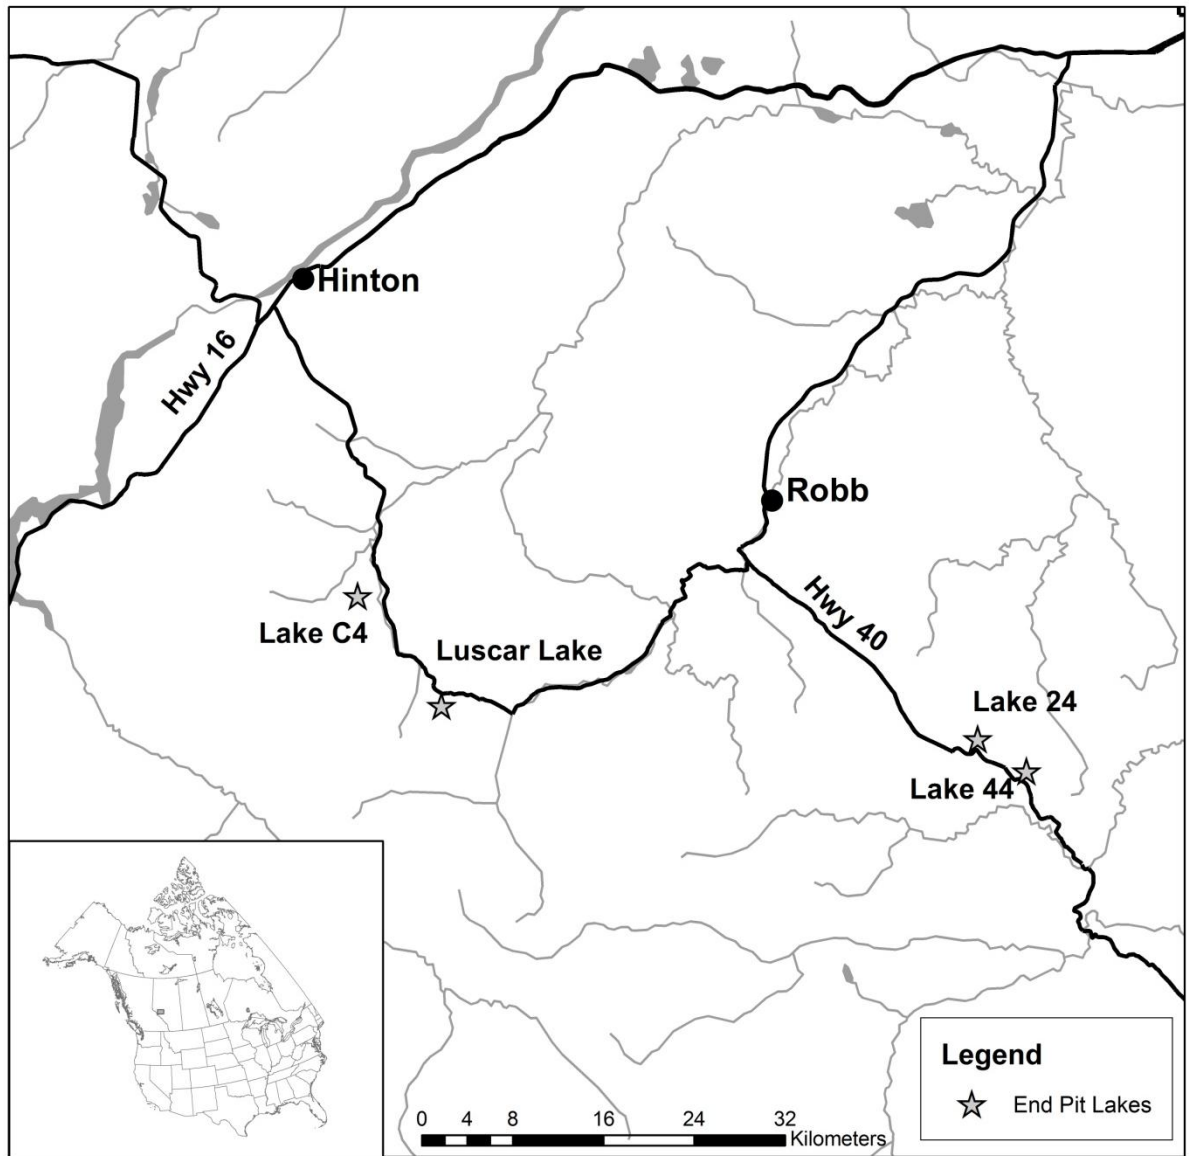 Hinton
Hwy 16
Robb
Hwy 40
Lake C4
Luscar Lake
Lake 24
Lake 44
Legend
End Pit Lakes
0 4 8 16 24 32
Kilometers